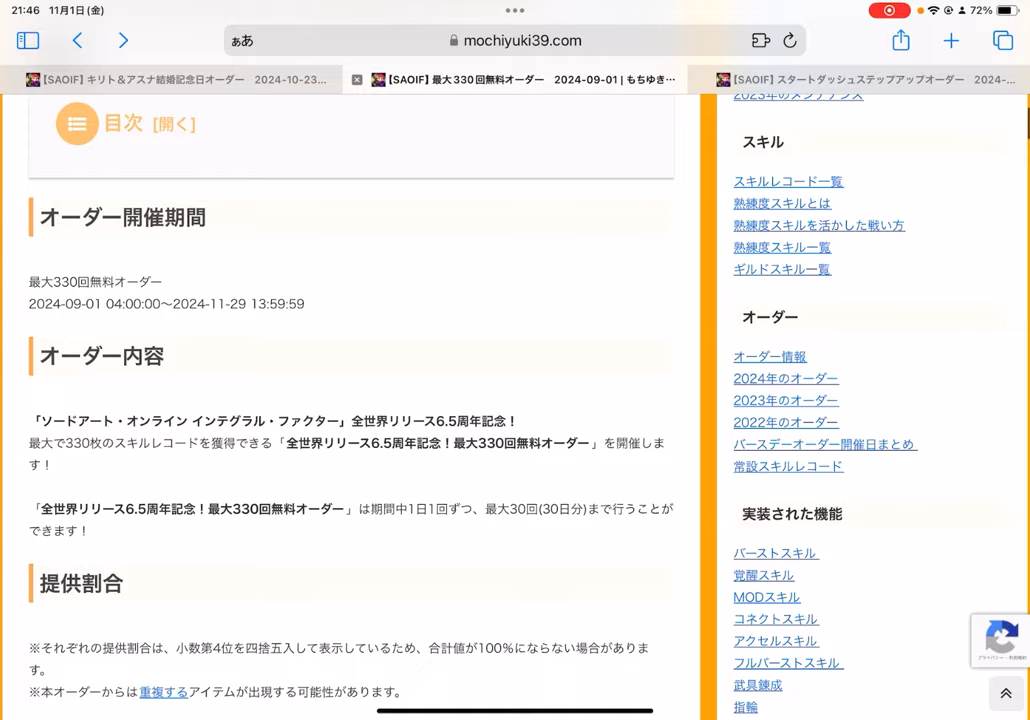 21:46 11月1日(金)
72%
ぁあ
mochiyuki39.com
【SAOIF】キリト＆アスナ結婚記念日オーダー 2024-10-23...
【SAOIF】最大330回無料オーダー 2024-09-01 | もちゆき…
【SAOIF】スタートダッシュステップアップオーダー 2024-...
目次 [開く]
オーダー開催期間
最大330回無料オーダー
2024-09-01 04:00:00〜2024-11-29 13:59:59
オーダー内容
「ソードアート・オンライン インテグラル・ファクター」全世界リリース6.5周年記念！
最大で330枚のスキルレコードを獲得できる「全世界リリース6.5周年記念！最大330回無料オーダー」を開催しま
す！
「全世界リリース6.5周年記念！最大330回無料オーダー」は期間中1日1回ずつ、最大30回(30日分)まで行うことが
できます！
提供割合
※それぞれの提供割合は、小数第4位を四捨五入して表示しているため、合計値が100％にならない場合がありま
す。
※本オーダーからは重複するアイテムが出現する可能性があります。
2023年のメンテナンス
スキル
スキルレコード一覧
熟練度スキルとは
熟練度スキルを活かした戦い方
熟練度スキル一覧
ギルドスキル一覧
オーダー
オーダー情報
2024年のオーダー
2023年のオーダー
2022年のオーダー
バースデーオーダー開催日まとめ
常設スキルレコード
実装された機能
バーストスキル
覚醒スキル
MODスキル
コネクトスキル
アクセルスキル
フルバーストスキル
武具錬成
指輪
プライバシー - 利用規約